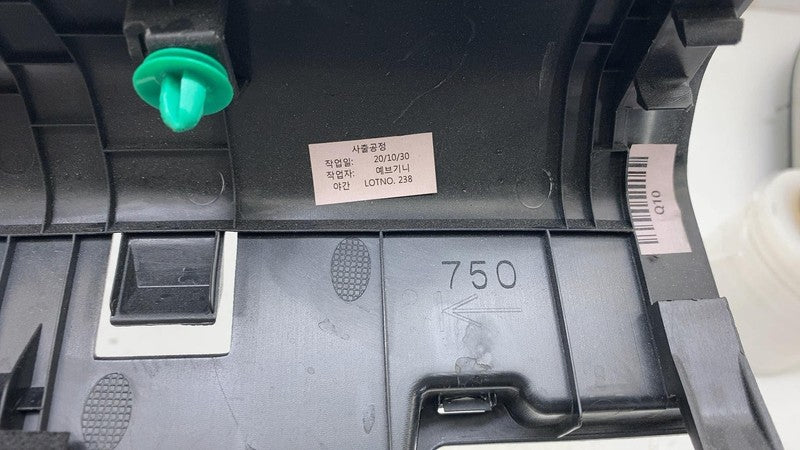 사출공정
작업일: 20/10/30
작업자: 예브기니
야간 LOTNO. 238
Q10
750